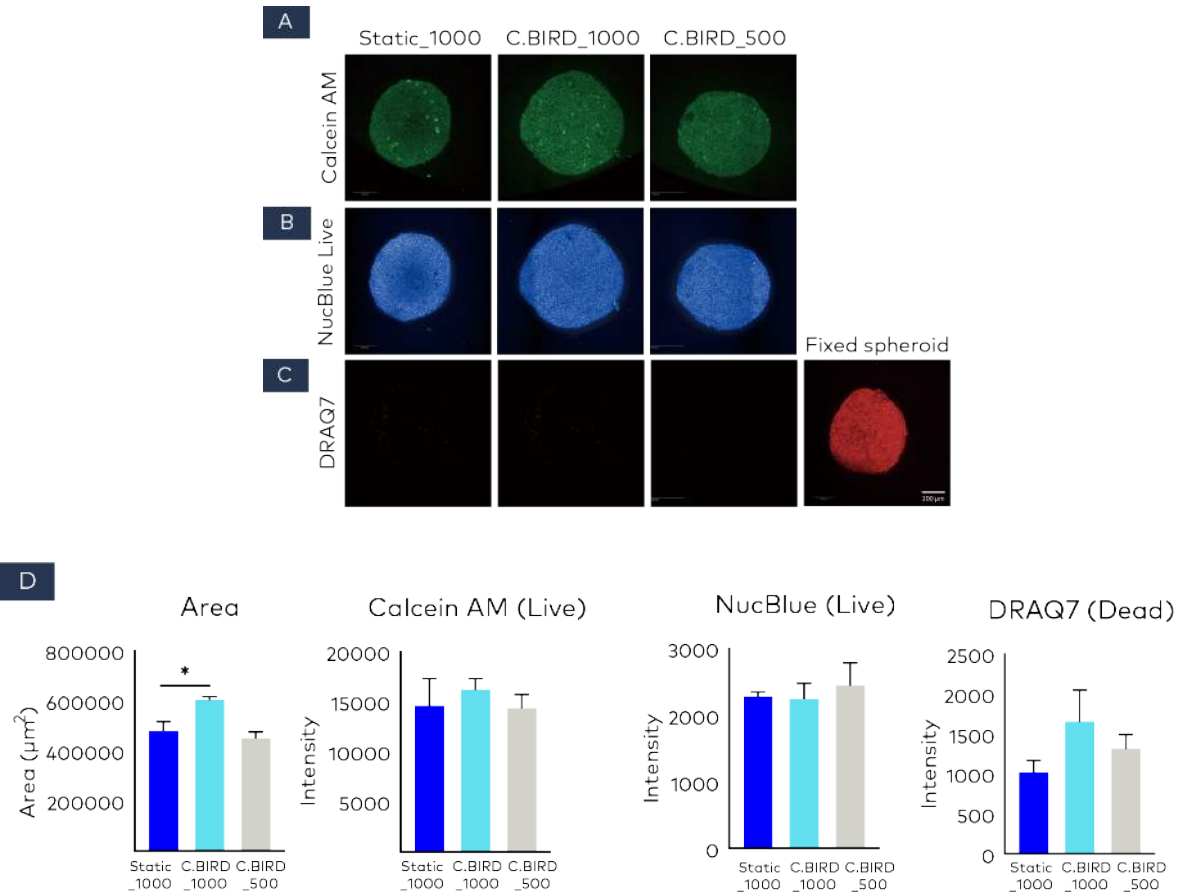 A
Static_1000 C.BIRD_1000 C.BIRD_500
Calcein AM
B
NucBlue Live
Fixed spheroid
C
DRAQ7
200 μm
D
Area
Area (μm²)
800000
600000
400000
200000
*
Static _1000
C.BIRD _1000
C.BIRD _500
Calcein AM (Live)
Intensity
20000
15000
10000
5000
Static _1000
C.BIRD _1000
C.BIRD _500
NucBlue (Live)
Intensity
3000
2000
1000
0
Static _1000
C.BIRD _1000
C.BIRD _500
DRAQ7 (Dead)
Intensity
2500
2000
1500
1000
500
0
Static _1000
C.BIRD _1000
C.BIRD _500